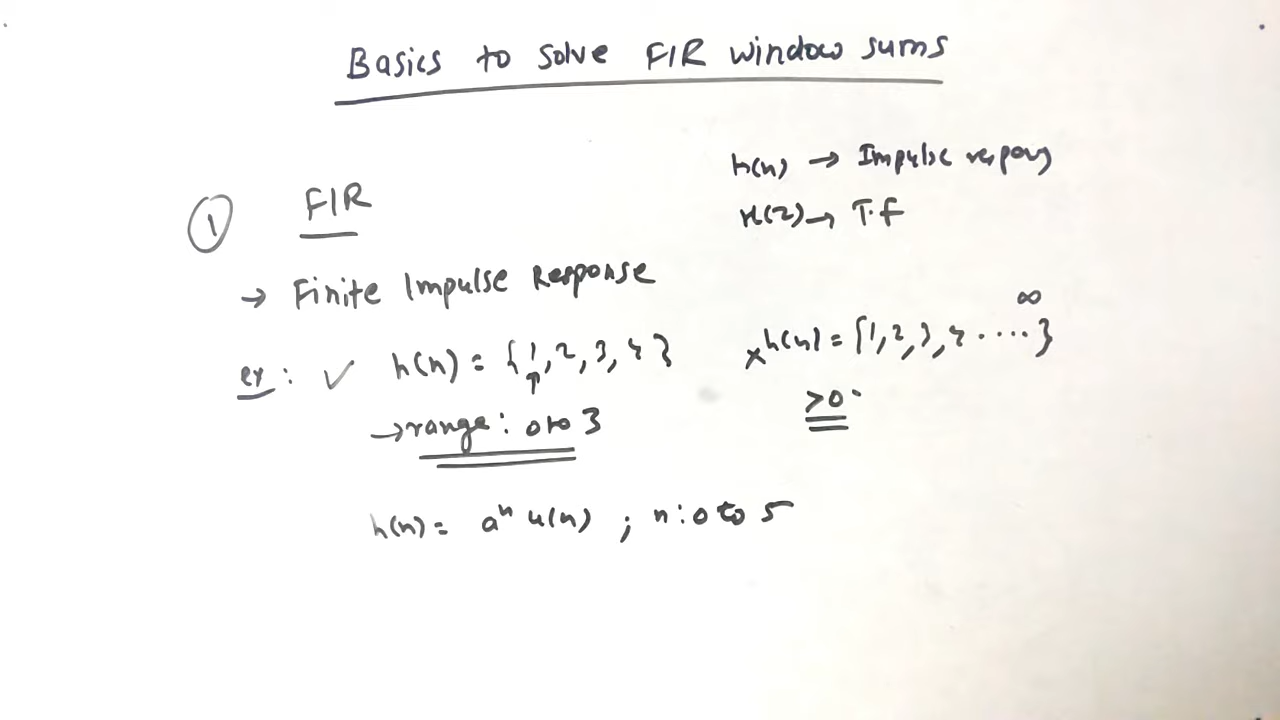 Basics to solve FIR window sums
h(n) → Impulse respons
H(z) → T.F
① FIR
→ Finite Impulse Response
ex: ✓ h(n) = {1, 2, 3, 4}
↑
→ range: 0 to 3
∞
× h(n) = {1, 2, 3, 4 .....}
>0
h(n) = aⁿ u(n) ; n: 0 to 5